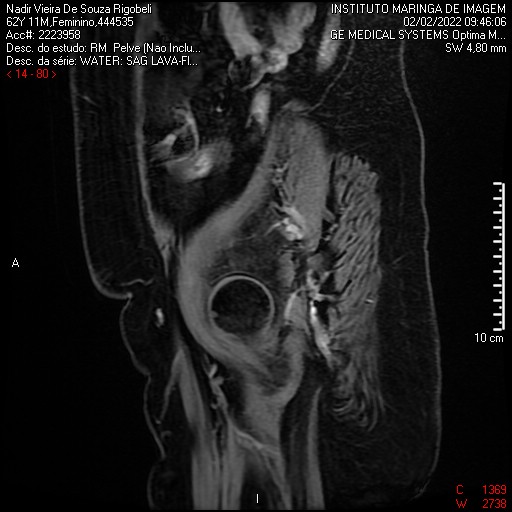 Nadir Vieira De Souza Rigobeli
62Y 11M,Feminino,444535
Acc#: 2223958
Desc. do estudo: RM Pelve (Nao Inclu...
Desc. da série: WATER: SAG LAVA-Fl...
< 14 - 80 >
INSTITUTO MARINGA DE IMAGEM
02/02/2022 09:46:06
GE MEDICAL SYSTEMS Optima M...
SW 4,80 mm
A
10 cm
I
C 1369
W 2738